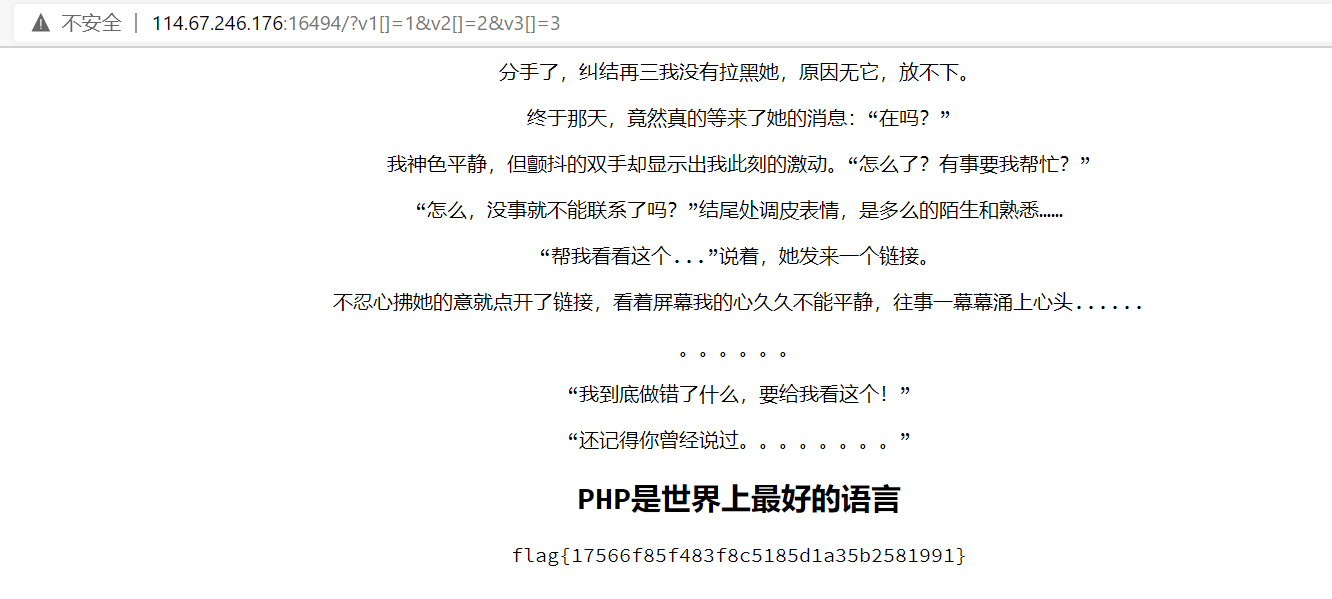 不安全 | 114.67.246.176:16494/?v1[]=1&v2[]=2&v3[]=3
分手了，纠结再三我没有拉黑她，原因无它，放不下。
终于那天，竟然真的等来了她的消息：“在吗？”
我神色平静，但颤抖的双手却显示出我此刻的激动。“怎么了？有事要我帮忙？”
“怎么，没事就不能联系了吗？”结尾处调皮表情，是多么的陌生和熟悉……
“帮我看看这个...”说着，她发来一个链接。
不忍心拂她的意就点开了链接，看着屏幕我的心久久不能平静，往事一幕幕涌上心头......
。。。。。。
“我到底做错了什么，要给我看这个！”
“还记得你曾经说过。。。。。。。。”
PHP是世界上最好的语言
flag{17566f85f483f8c5185d1a35b2581991}